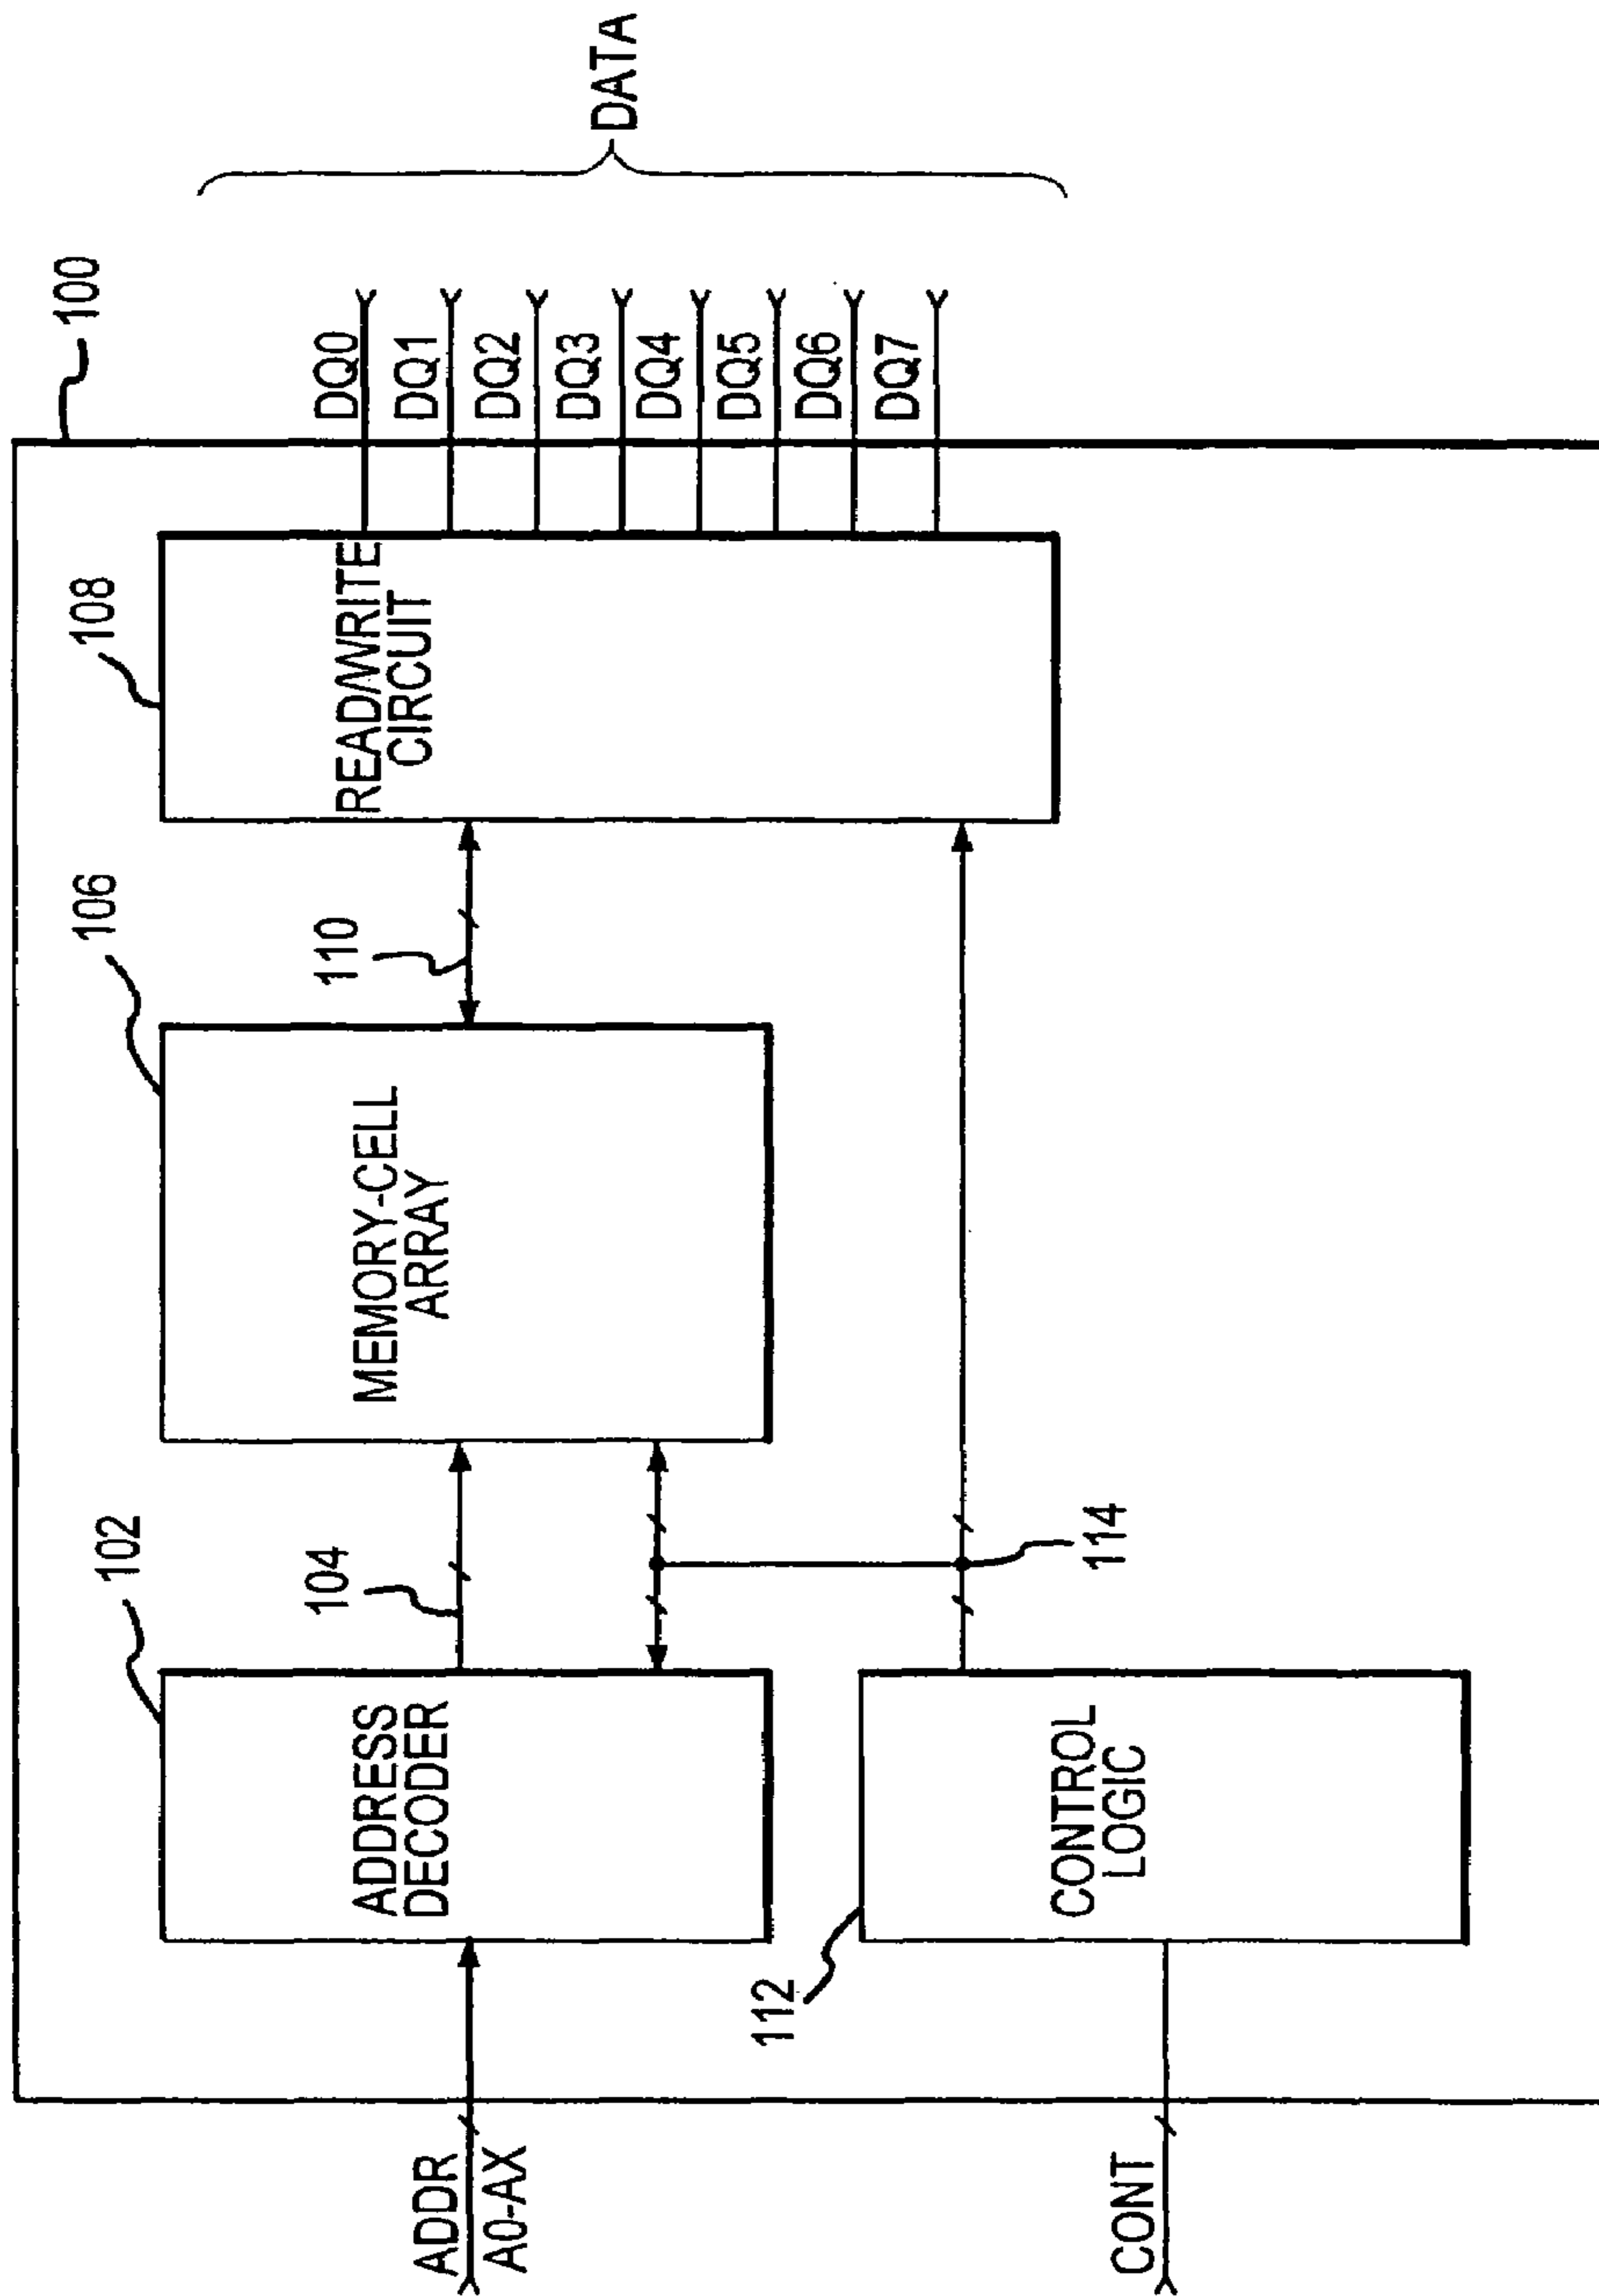 100
102
106
108
ADDR
A0-AX
ADDRESS
DECODER
104
MEMORY-CELL
ARRAY
110
READ/WRITE
CIRCUIT
DQ0
DQ1
DQ2
DQ3
DQ4
DQ5
DQ6
DQ7
DATA
112
CONT
CONTROL
LOGIC
114